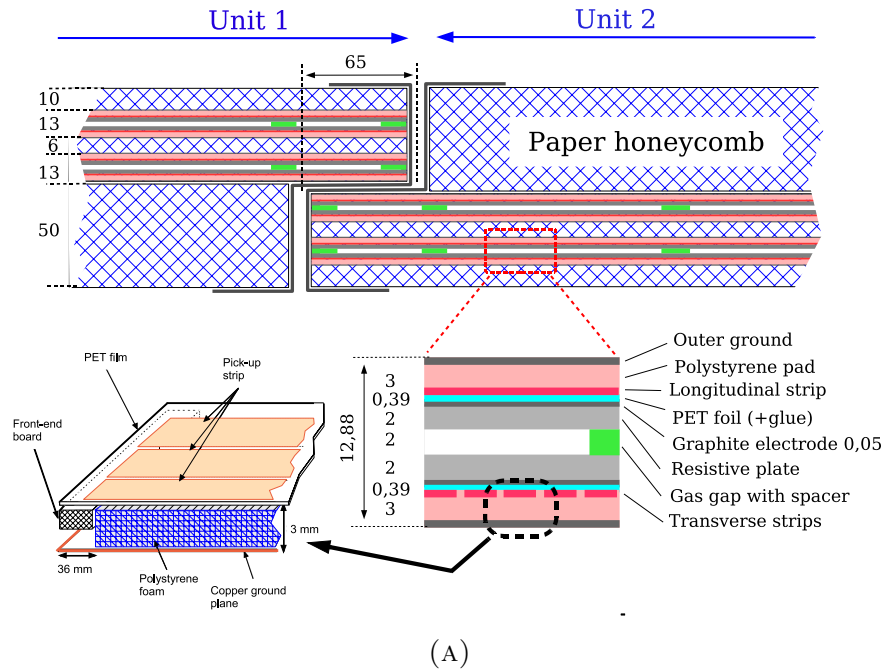 Unit 1
Unit 2
65
10
13
6
13
50
Paper honeycomb
PET film
Pick-up
strip
Front-end
board
36 mm
Polystyrene
foam
Copper ground
plane
3 mm
12,88
3
0,39
2
2
2
0,39
3
Outer ground
Polystyrene pad
Longitudinal strip
PET foil (+glue)
Graphite electrode 0,05
Resistive plate
Gas gap with spacer
Transverse strips
(A)